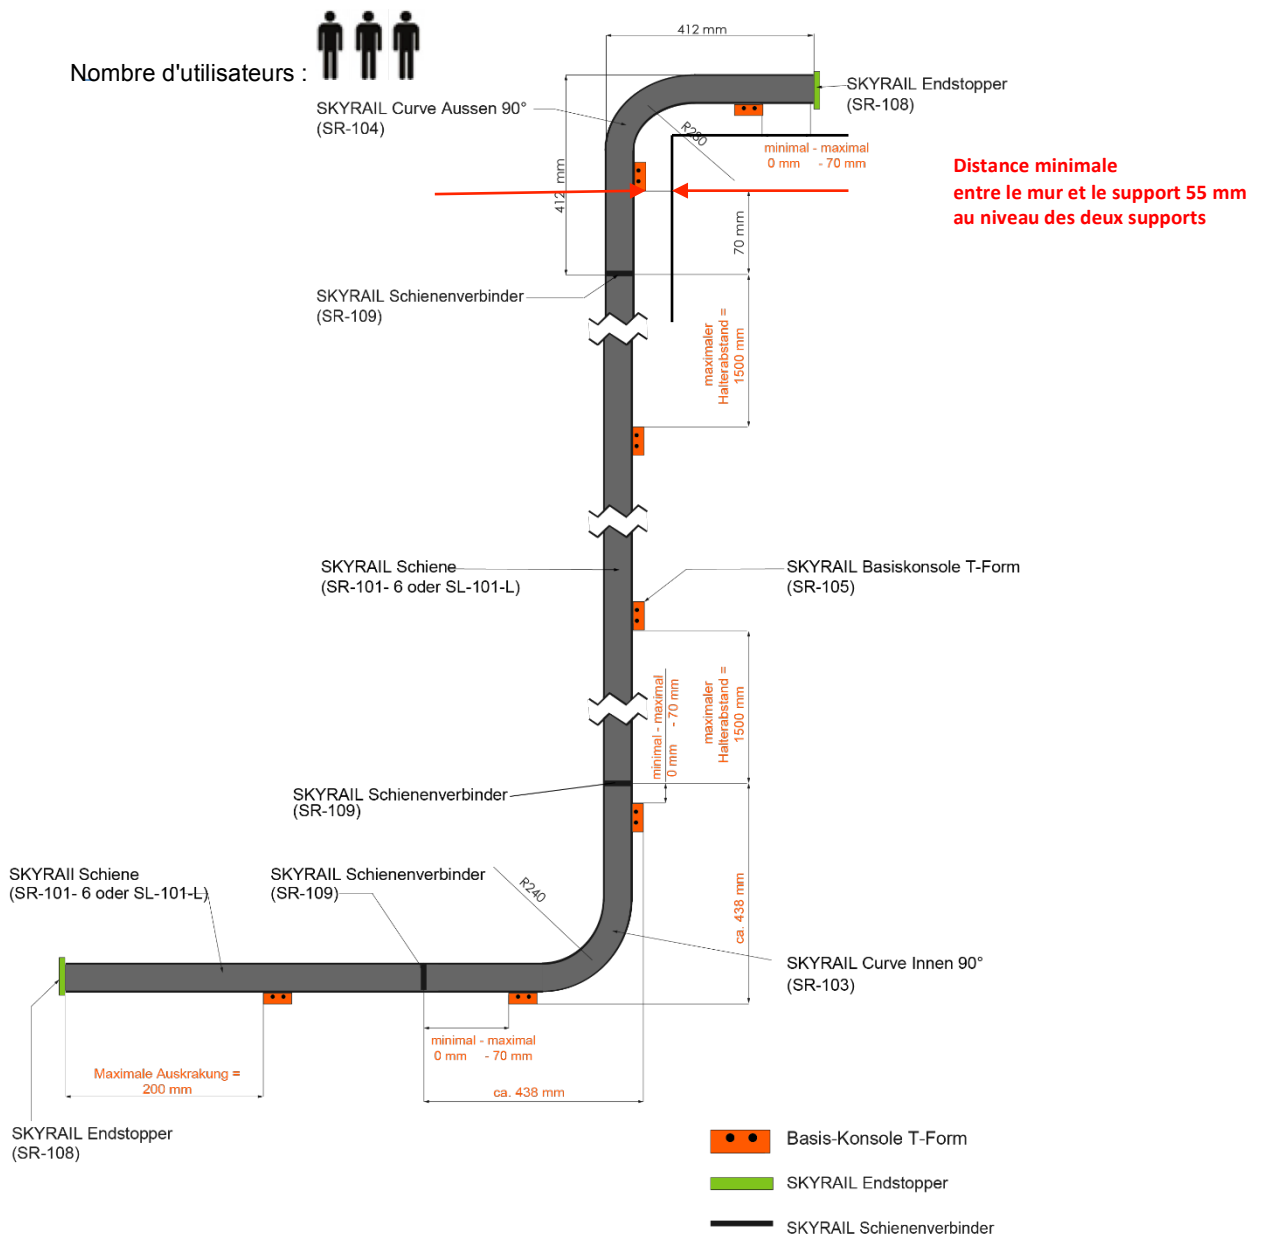 412 mm
Nombre d'utilisateurs :
SKYRAIL Curve Aussen 90°
(SR-104)
SKYRAIL Endstopper
(SR-108)
R280
minimal - maximal
0 mm - 70 mm
412 mm
Distance minimale
entre le mur et le support 55 mm
au niveau des deux supports
70 mm
SKYRAIL Schienenverbinder
(SR-109)
maximaler
Halterabstand =
1500 mm
SKYRAIL Schiene
(SR-101- 6 oder SL-101-L)
SKYRAIL Basiskonsole T-Form
(SR-105)
minimal - maximal
0 mm - 70 mm
maximaler
Halterabstand =
1500 mm
SKYRAIL Schienenverbinder
(SR-109)
SKYRAIl Schiene
(SR-101- 6 oder SL-101-L)
SKYRAIL Schienenverbinder
(SR-109)
R240
ca. 438 mm
SKYRAIL Curve Innen 90°
(SR-103)
minimal - maximal
0 mm - 70 mm
Maximale Auskrakung =
200 mm
ca. 438 mm
SKYRAIL Endstopper
(SR-108)
Basis-Konsole T-Form
SKYRAIL Endstopper
SKYRAIL Schienenverbinder